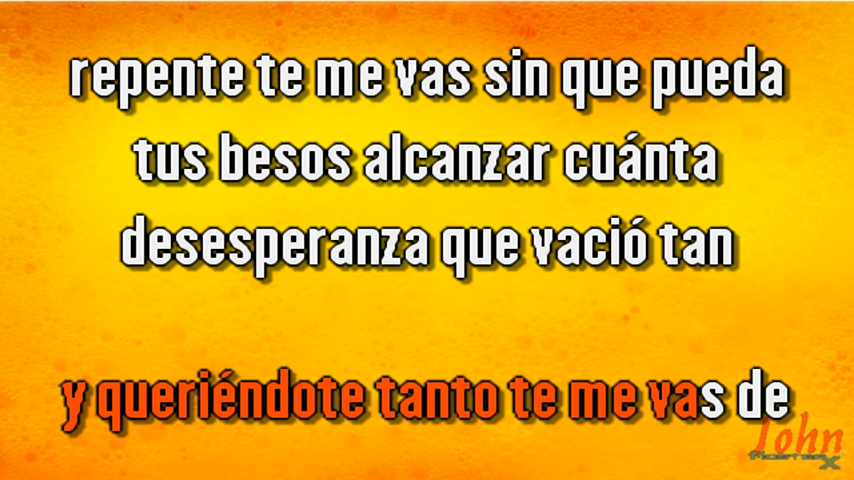 repente te me vas sin que pueda
tus besos alcanzar cuánta
desesperanza que vació tan
y queriéndote tanto te me vas de
John